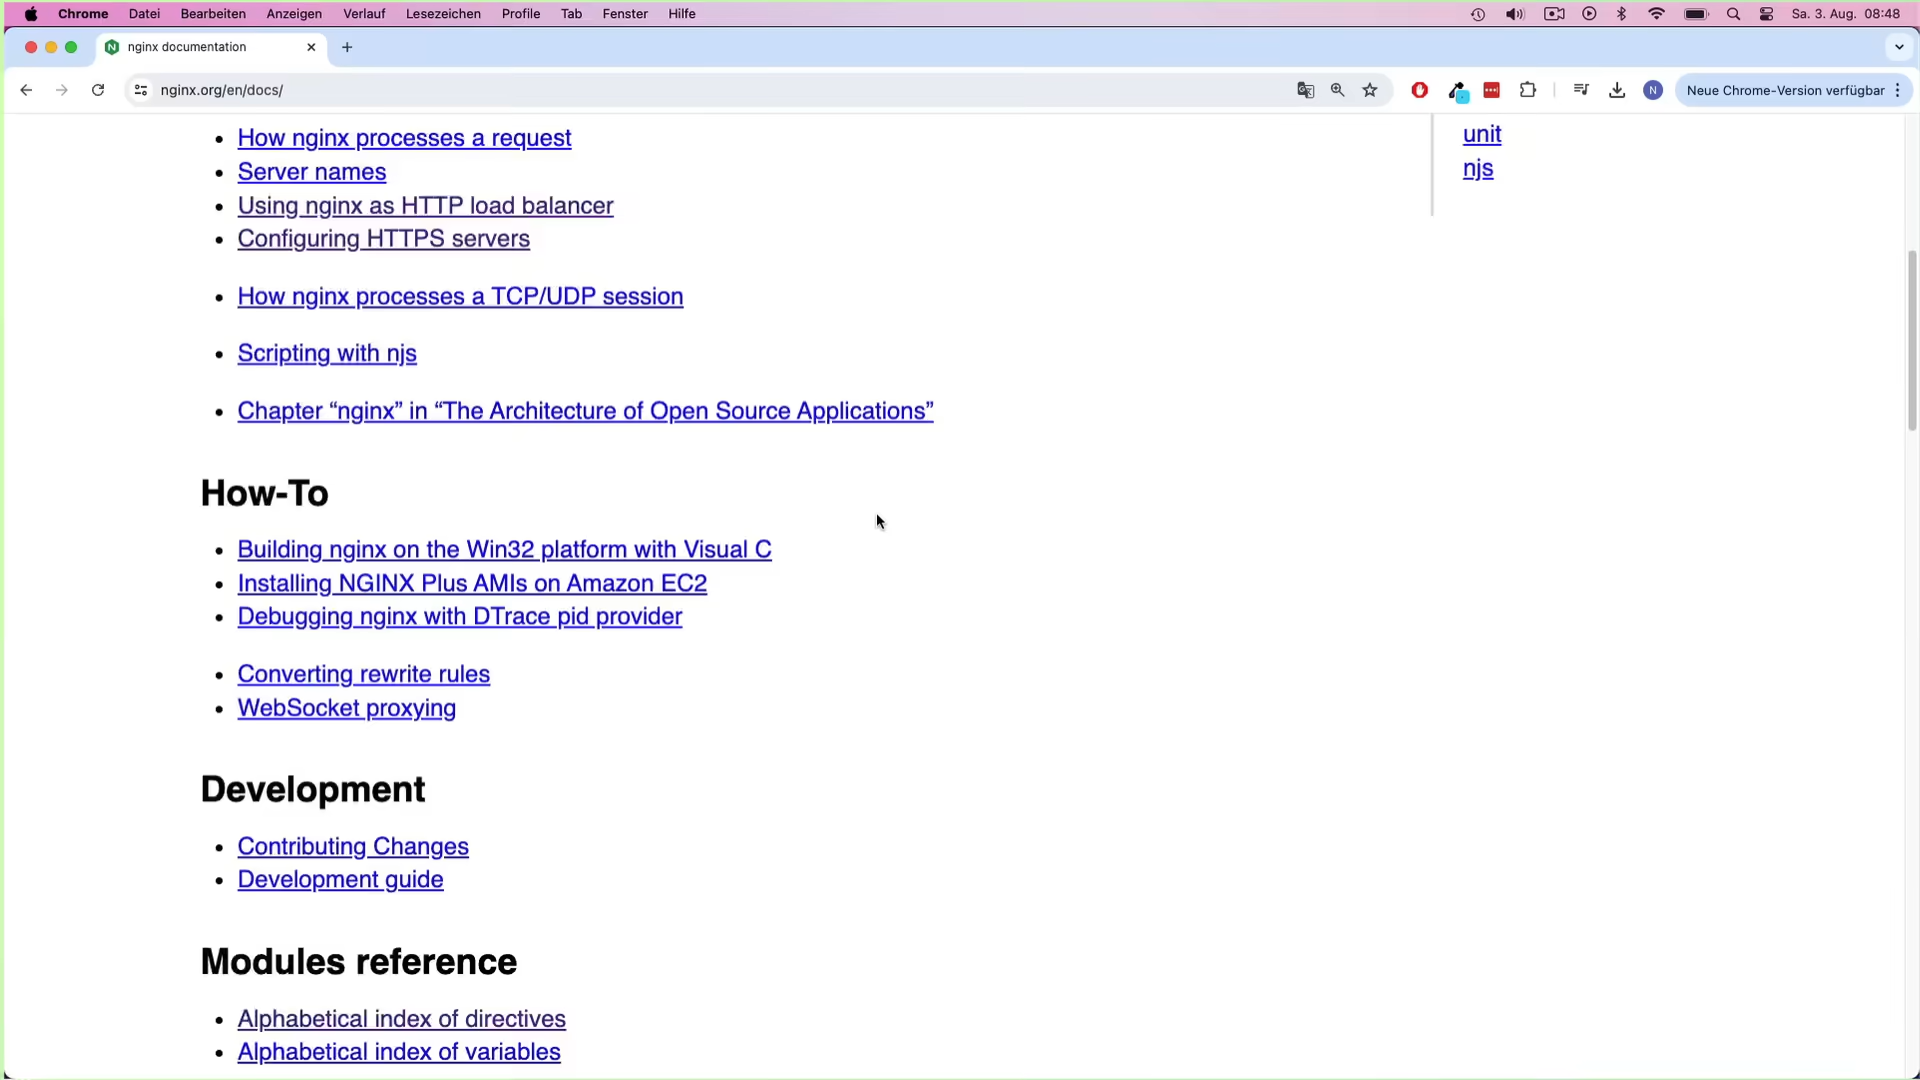 Chrome Datei Bearbeiten Anzeigen Verlauf Lesezeichen Profile Tab Fenster Hilfe Sa. 3. Aug. 08:48
nginx documentation
nginx.org/en/docs/ N Neue Chrome-Version verfügbar
How nginx processes a request
Server names
Using nginx as HTTP load balancer
Configuring HTTPS servers
How nginx processes a TCP/UDP session
Scripting with njs
Chapter “nginx” in “The Architecture of Open Source Applications”
unit
njs
How-To
Building nginx on the Win32 platform with Visual C
Installing NGINX Plus AMIs on Amazon EC2
Debugging nginx with DTrace pid provider
Converting rewrite rules
WebSocket proxying
Development
Contributing Changes
Development guide
Modules reference
Alphabetical index of directives
Alphabetical index of variables